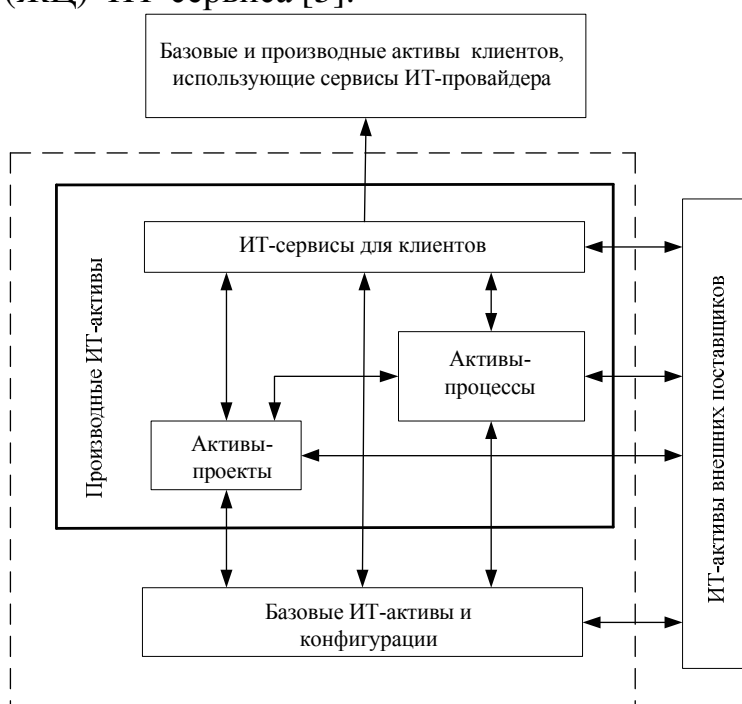 (ЖЦ) ИТ-сервиса [5].
Базовые и производные активы клиентов,
использующие сервисы ИТ-провайдера
ИТ-сервисы для клиентов
Производные ИТ-активы
Активы-
процессы
Активы-
проекты
ИТ-активы внешних поставщиков
Базовые ИТ-активы и
конфигурации